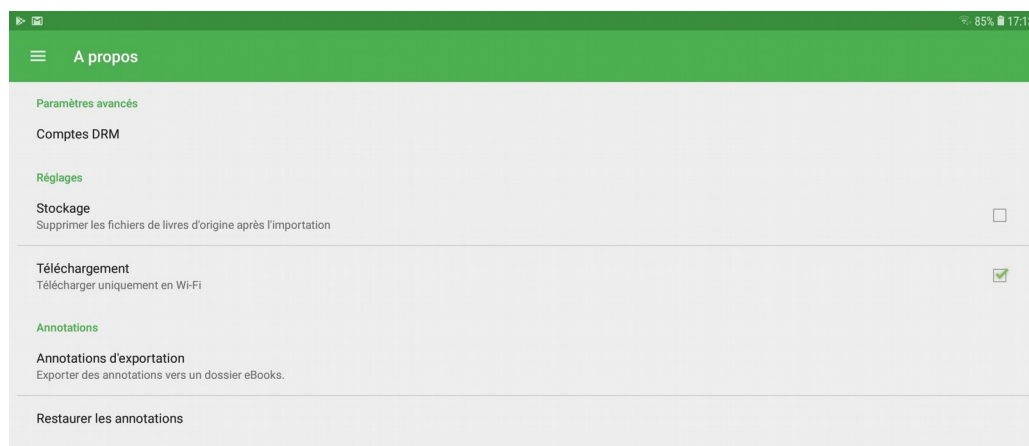 85% 17:1
A propos
Paramètres avancés
Comptes DRM
Réglages
Stockage
Supprimer les fichiers de livres d'origine après l'importation
Téléchargement
Télécharger uniquement en Wi-Fi
Annotations
Annotations d'exportation
Exporter des annotations vers un dossier eBooks.
Restaurer les annotations